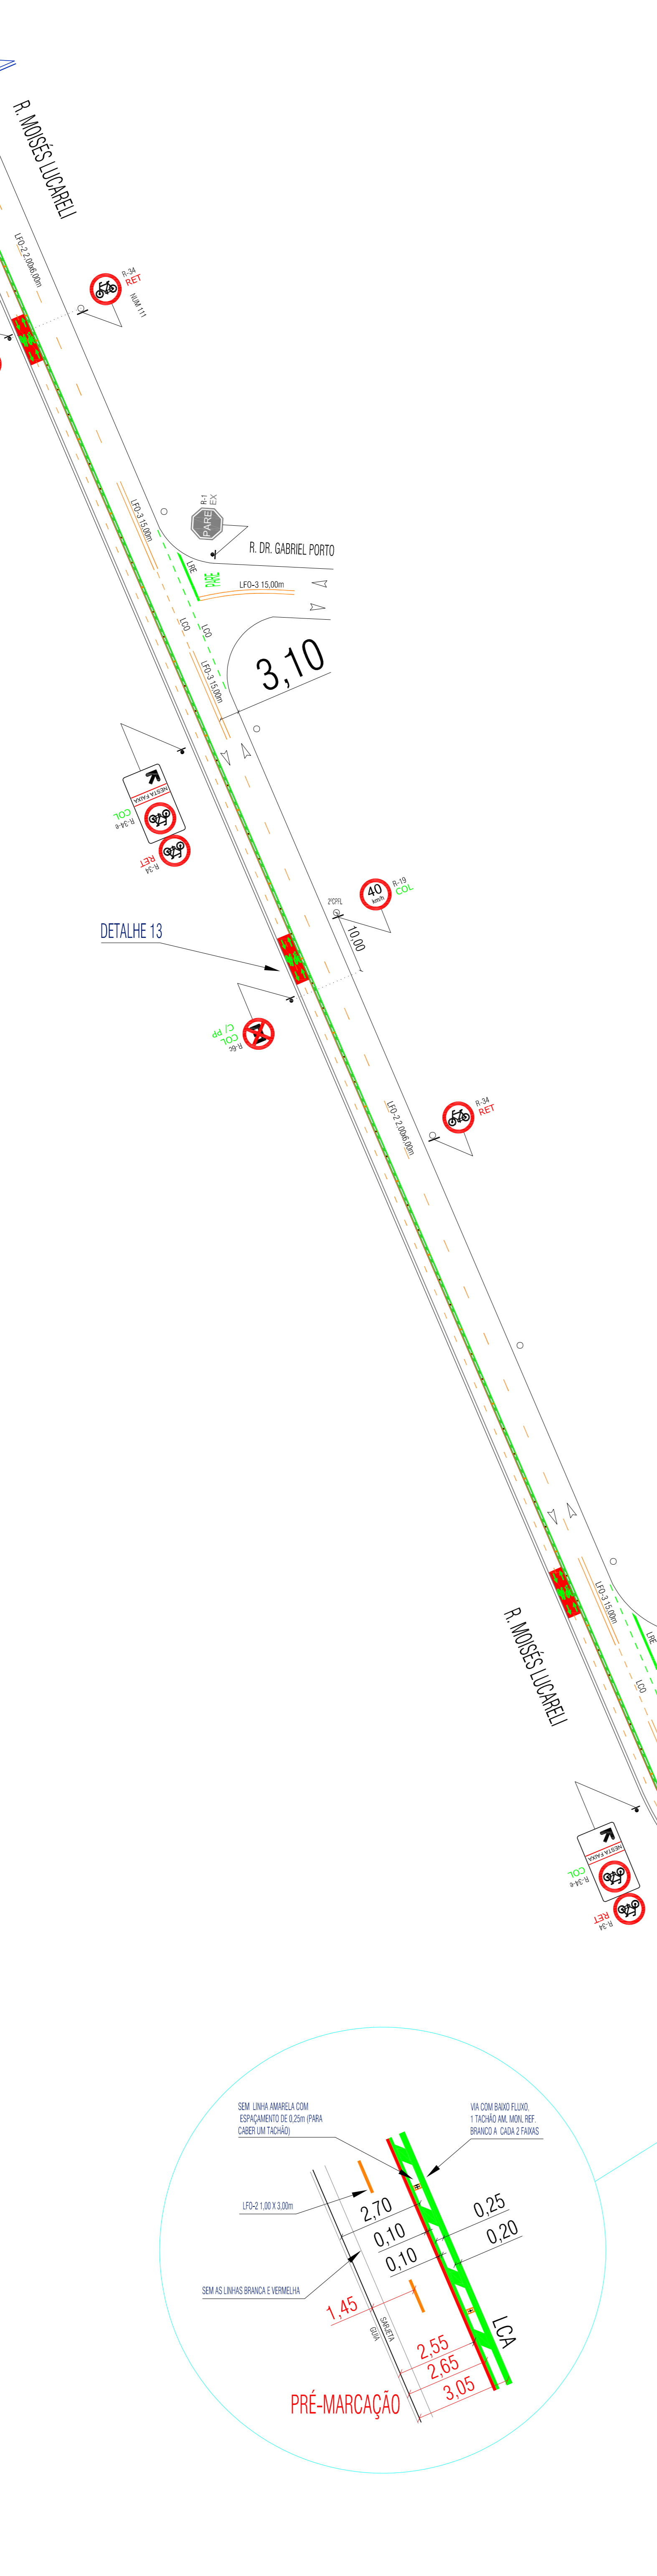 R. MOISÉS LUCARELI
LFO-2 2,00x6,00m
R-34
RET
NUM 111
LFO-3 15,00m
R-1
EX
PARE
R. DR. GABRIEL PORTO
LRE
PARE
LFO-3 15,00m
LCO
LCO
LFO-3 15,00m
3,10
NESTA FAIXA
COL
R-34-e
RET
R-34
40
km/h
R-19
COL
2ªCPFL
10,00
DETALHE 13
C/ PP
COL
R-6c
R-34
RET
LFO-2 2,00x6,00m
LFO-3 15,00m
R. MOISÉS LUCARELI
LRE
LCO
NESTA FAIXA
COL
R-34-e
RET
R-34
SEM LINHA AMARELA COM
ESPAÇAMENTO DE 0,25m (PARA
CABER UM TACHÃO)
VIA COM BAIXO FLUXO,
1 TACHÃO AM, MON, REF.
BRANCO A CADA 2 FAIXAS
LFO-2 1,00 X 3,00m
2,70
0,10
0,10
0,25
0,20
SEM AS LINHAS BRANCA E VERMELHA
1,45
SARJETA
GUIA
LCA
2,55
2,65
3,05
PRÉ-MARCAÇÃO